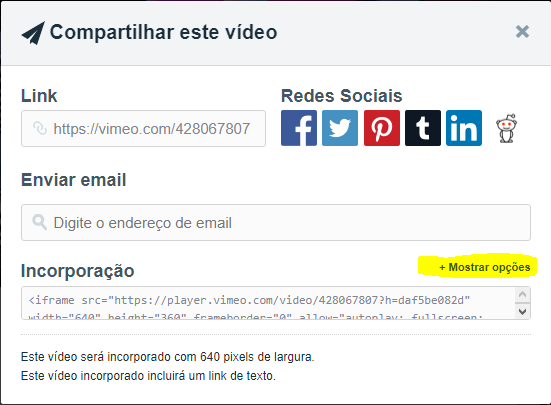 Compartilhar este vídeo
Link
Redes Sociais
https://vimeo.com/428067807
Enviar email
Digite o endereço de email
+ Mostrar opções
Incorporação
<iframe src="https://player.vimeo.com/video/428067807?h=daf5be082d"
width="640" height="360" frameborder="0" allow="autoplay; fullscreen;
Este vídeo será incorporado com 640 pixels de largura.
Este vídeo incorporado incluirá um link de texto.